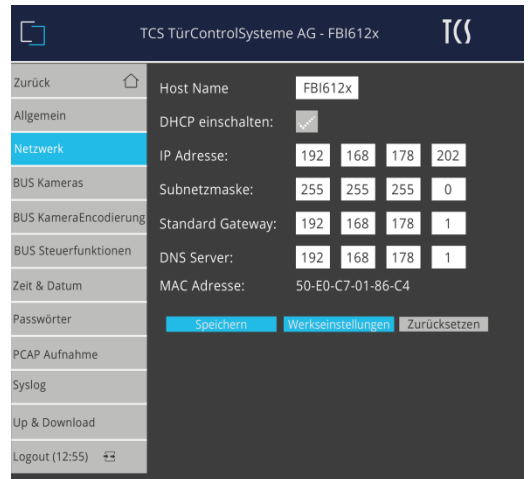 TCS TürControlSysteme AG - FBI612x
TCS
Zurück
Allgemein
Netzwerk
BUS Kameras
BUS KameraEncodierung
BUS Steuerfunktionen
Zeit & Datum
Passwörter
PCAP Aufnahme
Syslog
Up & Download
Logout (12:55)
Host Name FBI612x
DHCP einschalten:
IP Adresse: 192 168 178 202
Subnetzmaske: 255 255 255 0
Standard Gateway: 192 168 178 1
DNS Server: 192 168 178 1
MAC Adresse: 50-E0-C7-01-86-C4
Speichern Werkseinstellungen Zurücksetzen